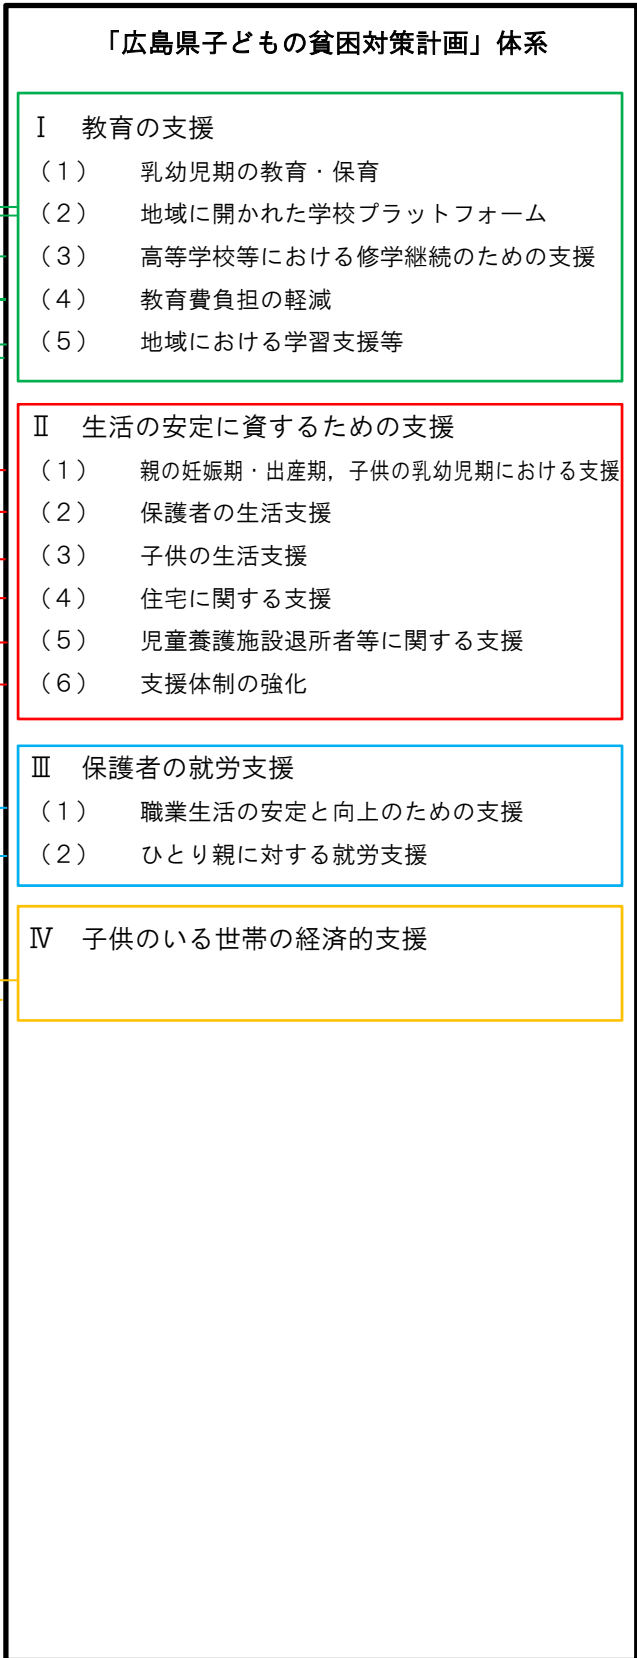 「広島県子どもの貧困対策計画」体系
Ⅰ　教育の支援
（１）　　乳幼児期の教育・保育
（２）　　地域に開かれた学校プラットフォーム
（３）　　高等学校等における修学継続のための支援
（４）　　教育費負担の軽減
（５）　　地域における学習支援等
Ⅱ　生活の安定に資するための支援
（１）　　親の妊娠期・出産期，子供の乳幼児期における支援
（２）　　保護者の生活支援
（３）　　子供の生活支援
（４）　　住宅に関する支援
（５）　　児童養護施設退所者等に関する支援
（６）　　支援体制の強化
Ⅲ　保護者の就労支援
（１）　　職業生活の安定と向上のための支援
（２）　　ひとり親に対する就労支援
Ⅳ　子供のいる世帯の経済的支援